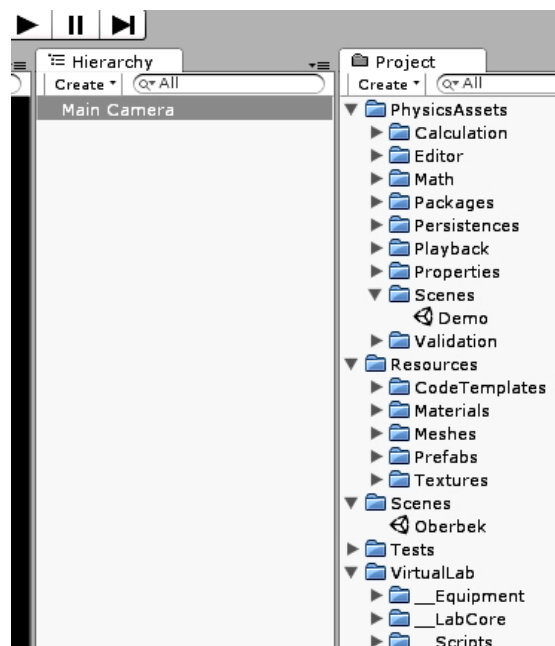 Hierarchy
Create All
Main Camera
Project
Create All
PhysicsAssets
Calculation
Editor
Math
Packages
Persistences
Playback
Properties
Scenes
Demo
Validation
Resources
CodeTemplates
Materials
Meshes
Prefabs
Textures
Scenes
Oberbek
Tests
VirtualLab
__Equipment
__LabCore
__Scripts